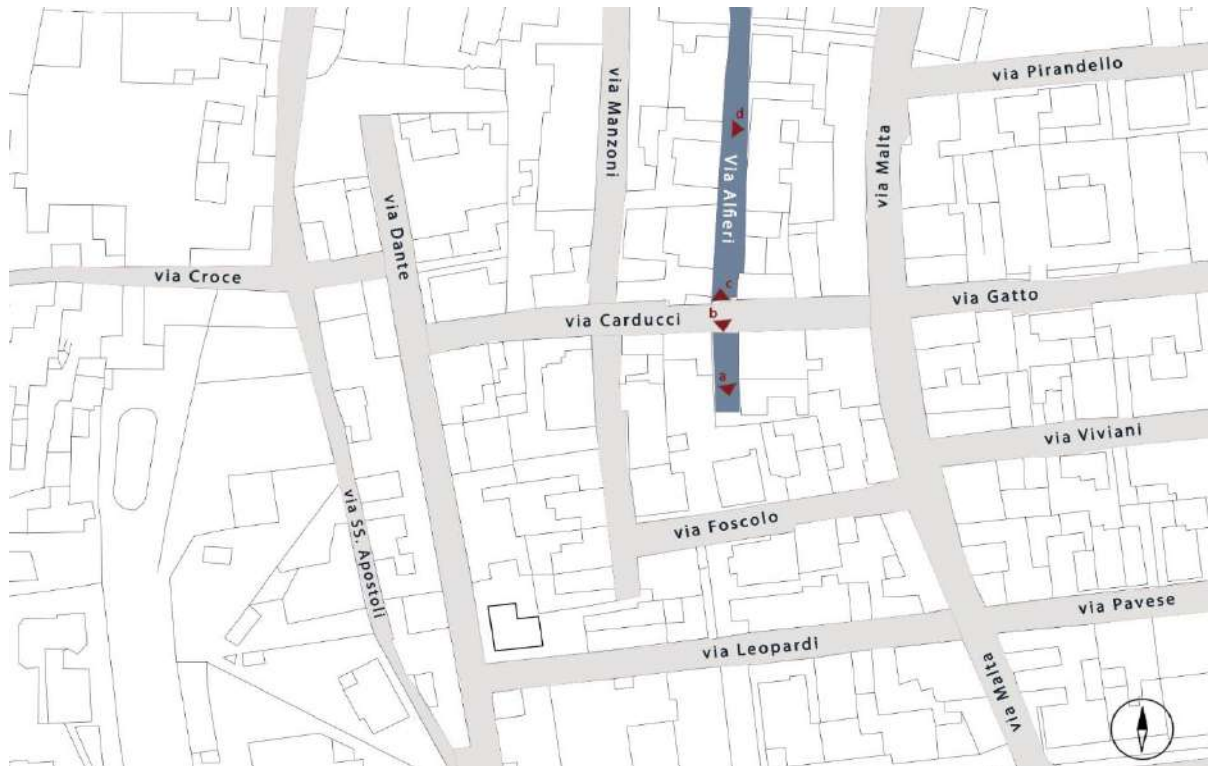 via Pirandello
d
via Manzoni
Via Alfieri
via Malta
via Dante
via Croce
c
via Gatto
b
via Carducci
a
via Viviani
via SS. Apostoli
via Foscolo
via Pavese
via Leopardi
via Malta